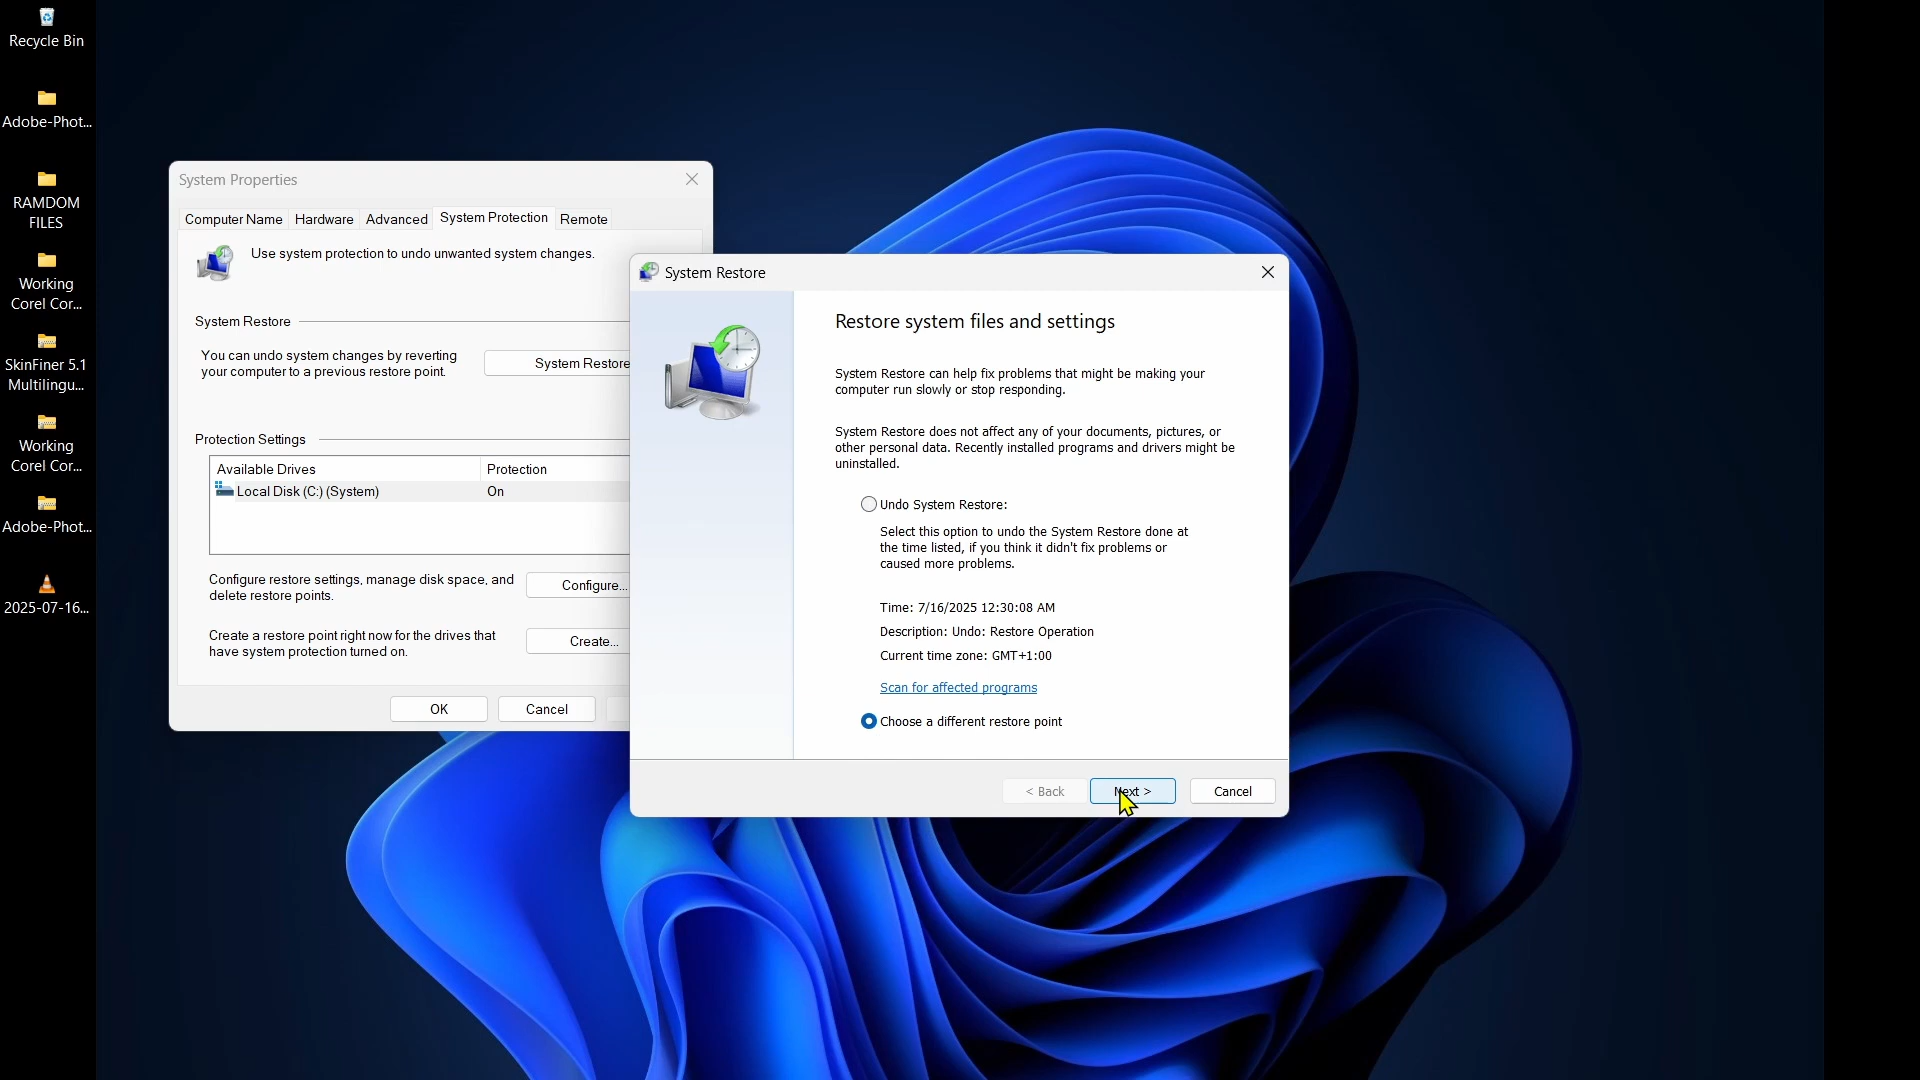 Recycle Bin
Adobe-Phot...
RAMDOM
FILES
Working
Corel Cor...
SkinFiner 5.1
Multilingu...
Working
Corel Cor...
Adobe-Phot...
2025-07-16...
System Properties
Computer Name Hardware Advanced System Protection Remote
Use system protection to undo unwanted system changes.
System Restore
You can undo system changes by reverting
your computer to a previous restore point.
System Restore
Protection Settings
Available Drives Protection
Local Disk (C:) (System) On
Configure restore settings, manage disk space, and
delete restore points.
Configure...
Create a restore point right now for the drives that
have system protection turned on.
Create...
OK Cancel
System Restore
Restore system files and settings
System Restore can help fix problems that might be making your
computer run slowly or stop responding.
System Restore does not affect any of your documents, pictures, or
other personal data. Recently installed programs and drivers might be
uninstalled.
Undo System Restore:
Select this option to undo the System Restore done at
the time listed, if you think it didn't fix problems or
caused more problems.
Time: 7/16/2025 12:30:08 AM
Description: Undo: Restore Operation
Current time zone: GMT+1:00
Scan for affected programs
Choose a different restore point
< Back Next > Cancel